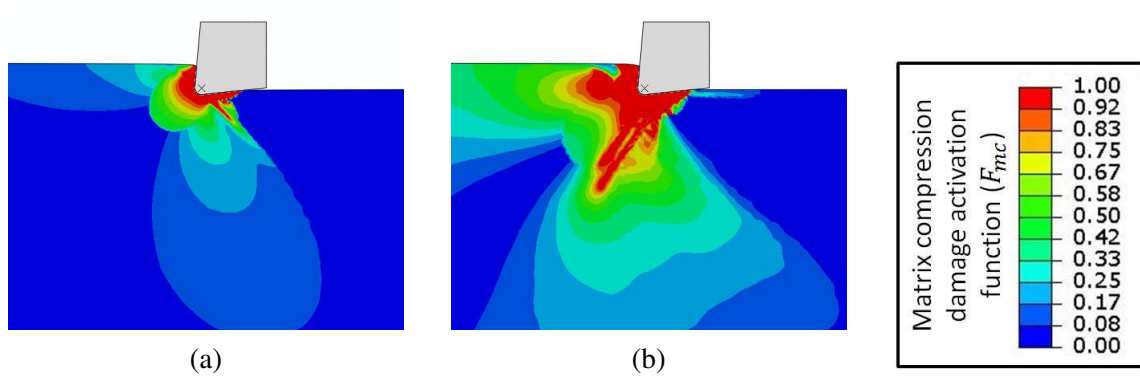 (a)
(b)
Matrix compression
damage activation
function (F_mc)
1.00
0.92
0.83
0.75
0.67
0.58
0.50
0.42
0.33
0.25
0.17
0.08
0.00